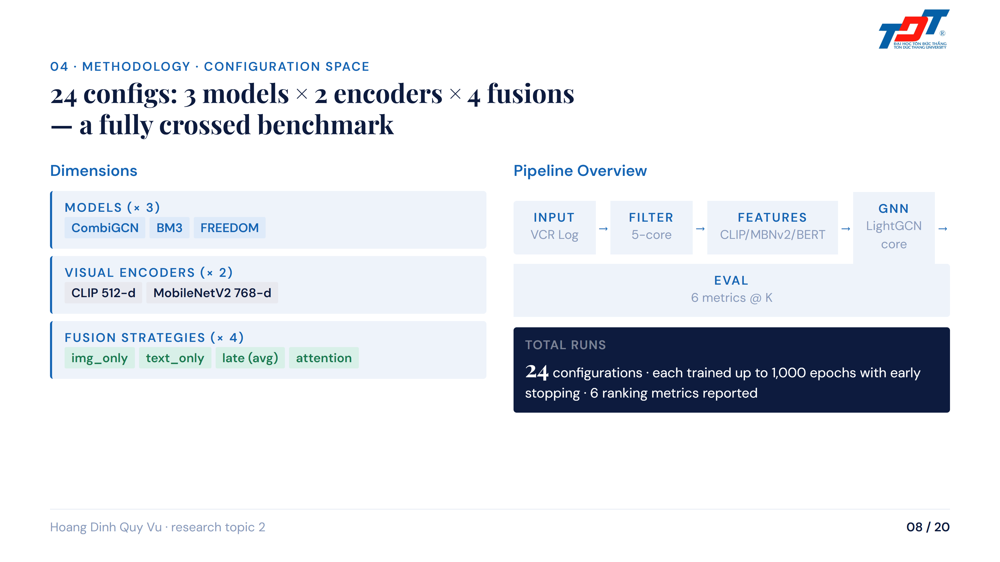 TDT®
ĐẠI HỌC TÔN ĐỨC THẮNG
TON DUC THANG UNIVERSITY
04 · METHODOLOGY · CONFIGURATION SPACE
24 configs: 3 models × 2 encoders × 4 fusions
— a fully crossed benchmark
Dimensions
MODELS (× 3)
CombiGCN BM3 FREEDOM
VISUAL ENCODERS (× 2)
CLIP 512-d MobileNetV2 768-d
FUSION STRATEGIES (× 4)
img_only text_only late (avg) attention
Pipeline Overview
INPUT
VCR Log
→
FILTER
5-core
→
FEATURES
CLIP/MBNv2/BERT
→
GNN
LightGCN
core
→
EVAL
6 metrics @ K
TOTAL RUNS
24 configurations · each trained up to 1,000 epochs with early
stopping · 6 ranking metrics reported
Hoang Dinh Quy Vu · research topic 2
08 / 20